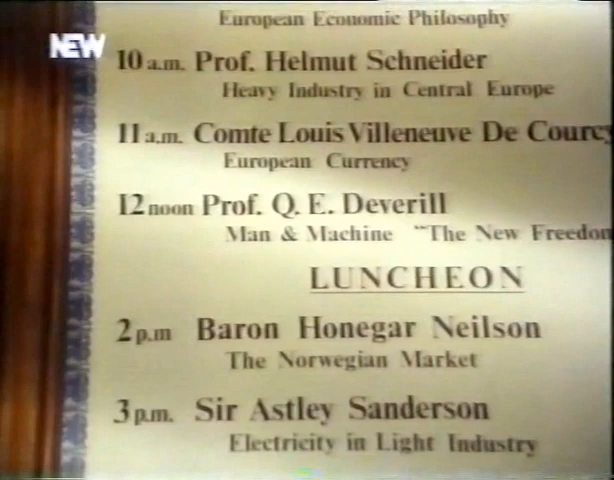 European Economic Philosophy
NEW
10 a.m. Prof. Helmut Schneider
Heavy Industry in Central Europe
11 a.m. Comte Louis Villeneuve De Courcy
European Currency
12 noon Prof. Q. E. Deverill
Man & Machine "The New Freedom
LUNCHEON
2 p.m Baron Honegar Neilson
The Norwegian Market
3 p.m. Sir Astley Sanderson
Electricity in Light Industry